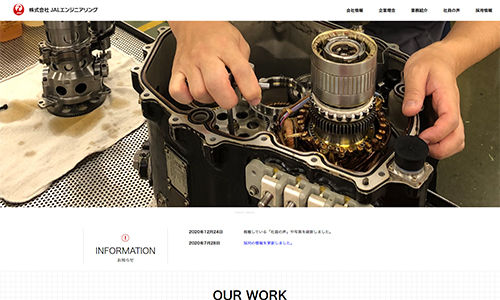 株式会社 JALエンジニアリング
会社情報 企業理念 業務紹介 社員の声 採用情報
INFORMATION
お知らせ
2020年12月24日 掲載している「社員の声」や写真を刷新しました。
2020年7月28日 採用の情報を更新しました。
OUR WORK